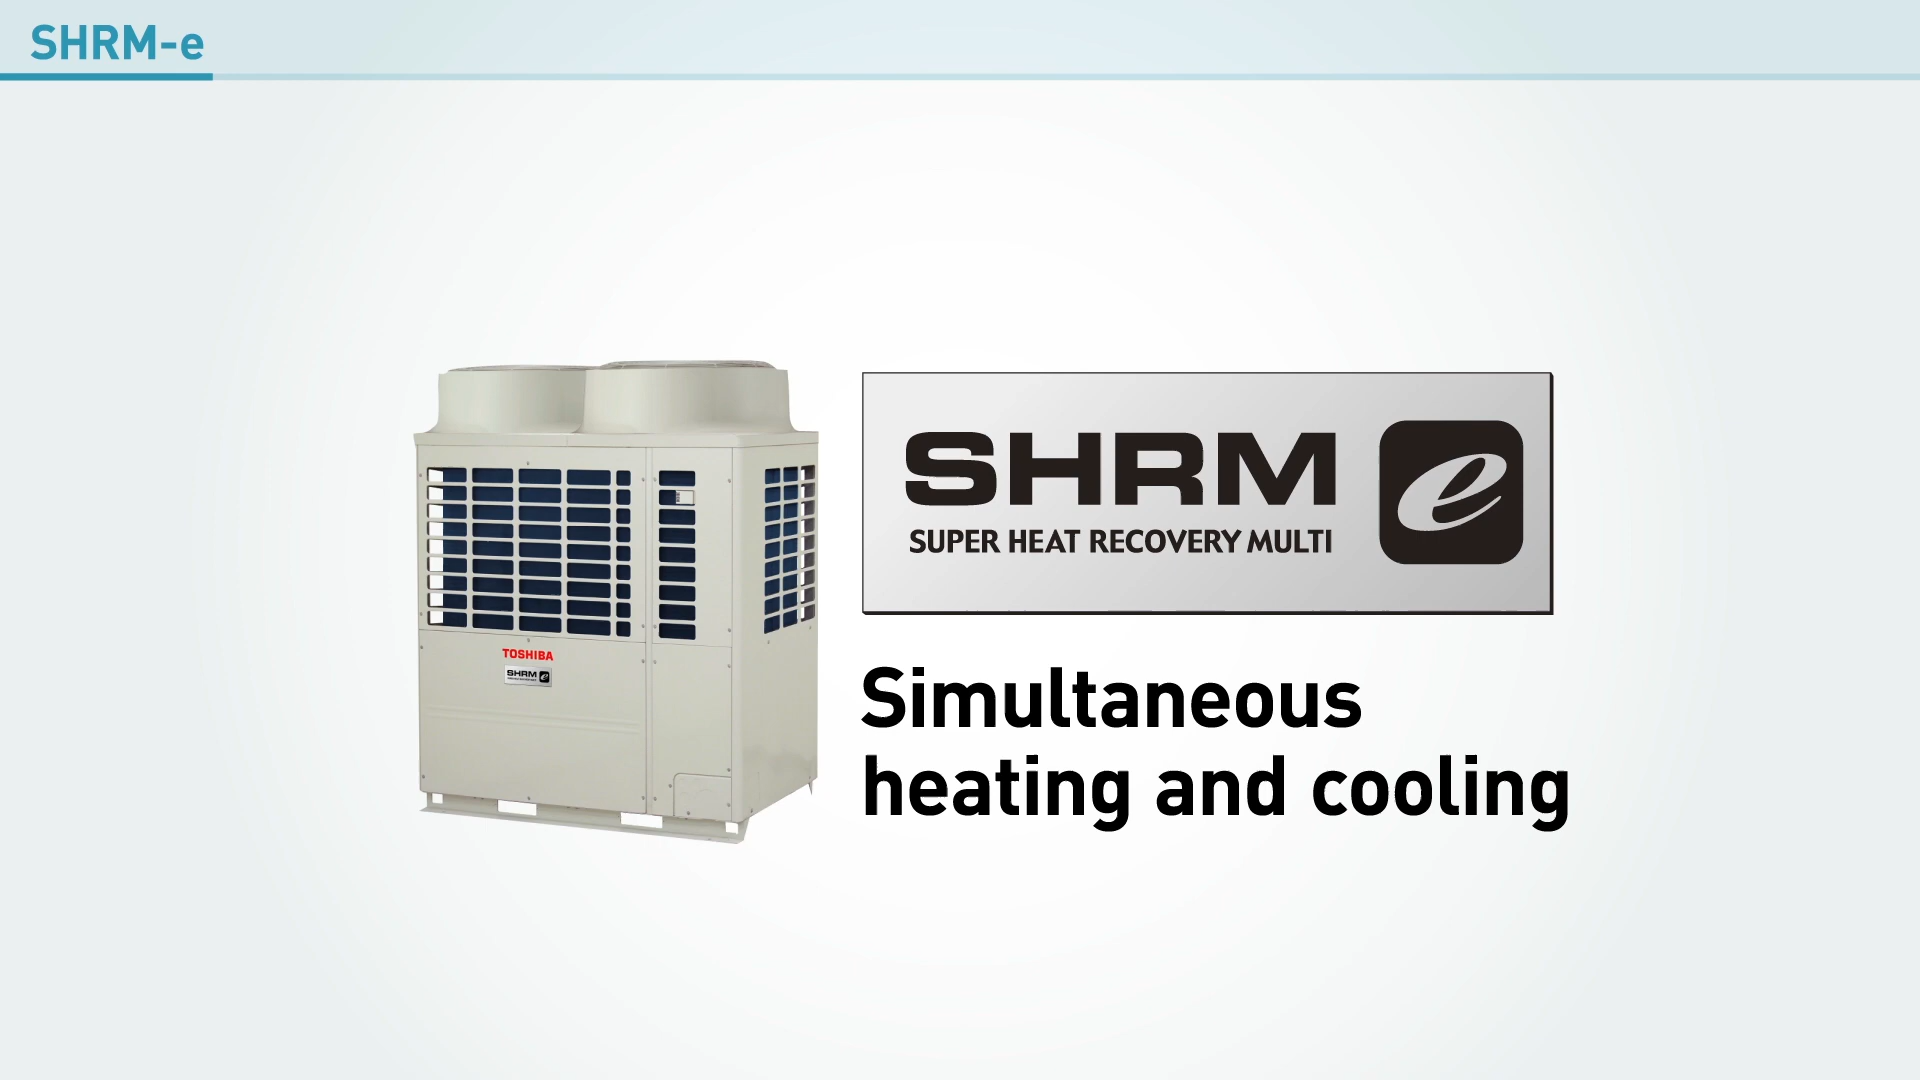 SHRM-e
SHRM e
SUPER HEAT RECOVERY MULTI
TOSHIBA
SHRM e
Simultaneous
heating and cooling